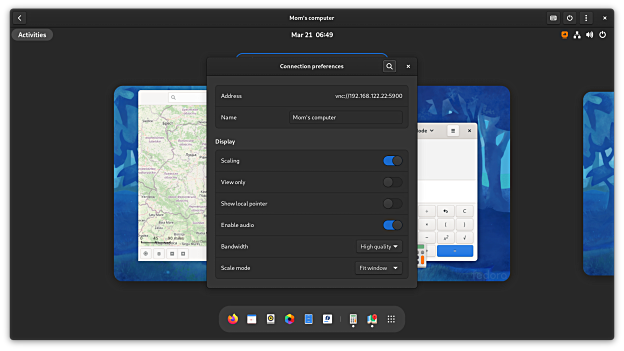 Mom's computer
Activities
Mar 21 06:49
Connection preferences
Address
vnc://192.168.122.22:5900
Name
Mom's computer
Display
Scaling
View only
Show local pointer
Enable audio
Bandwidth
High quality
Scale mode
Fit window
C
fedora